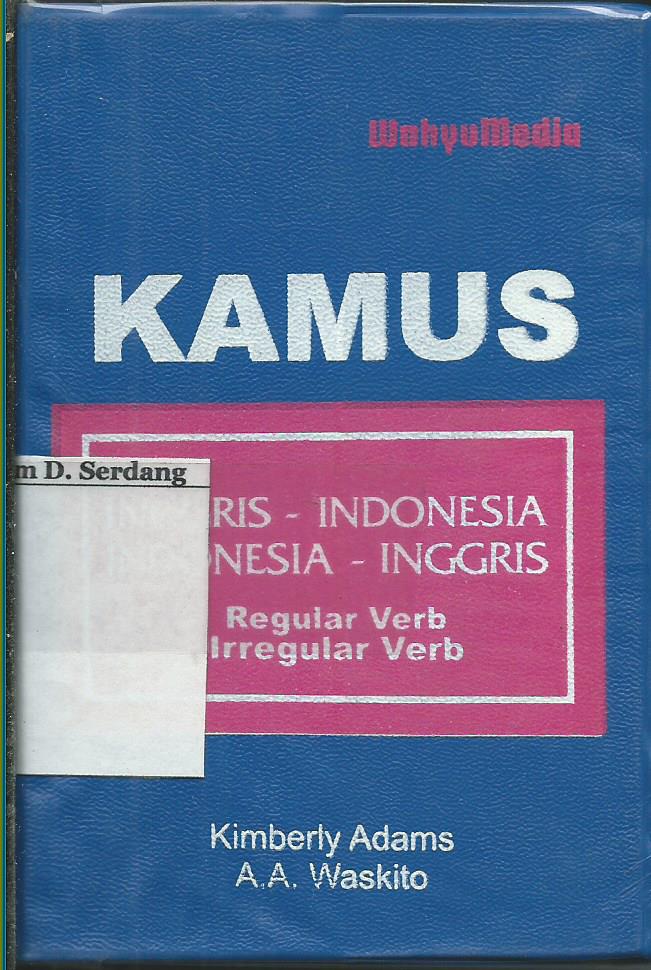 WahyuMedia
KAMUS
m D. Serdang
RIS - INDONESIA
NESIA - INGGRIS
Regular Verb
Irregular Verb
Kimberly Adams
A.A. Waskito